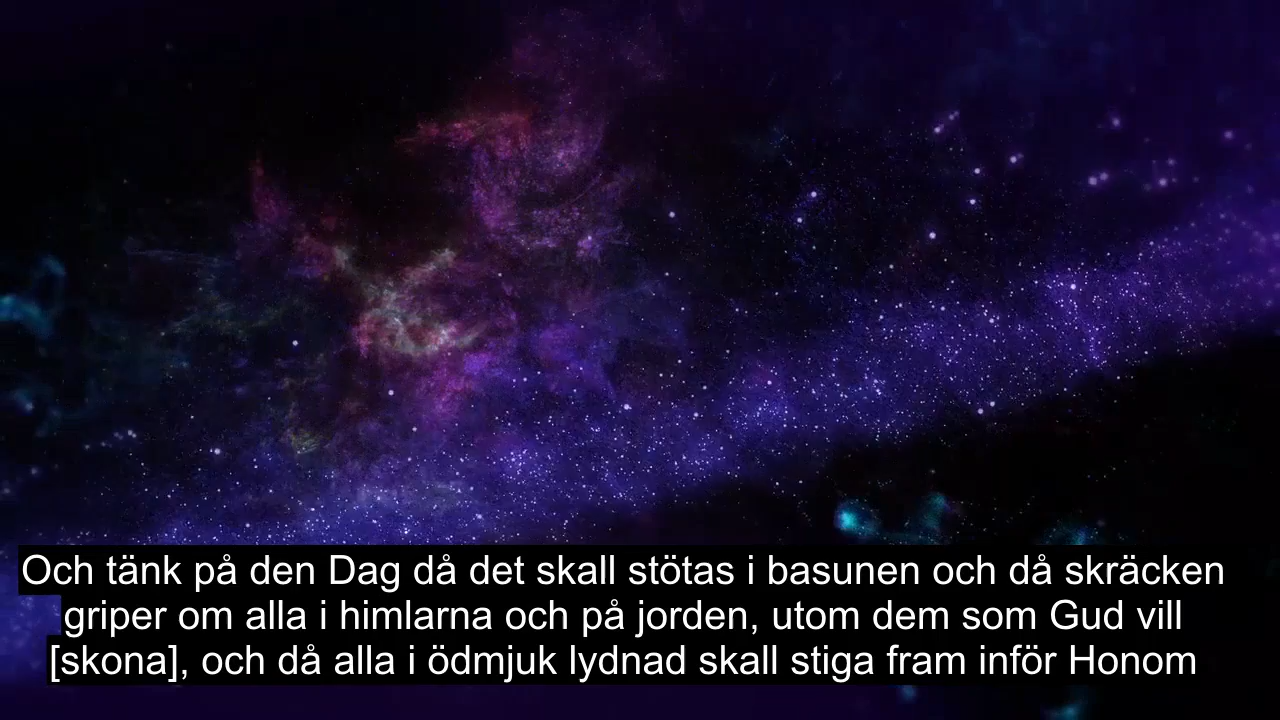 Och tänk på den Dag då det skall stötas i basunen och då skräcken
griper om alla i himlarna och på jorden, utom dem som Gud vill
[skona], och då alla i ödmjuk lydnad skall stiga fram inför Honom